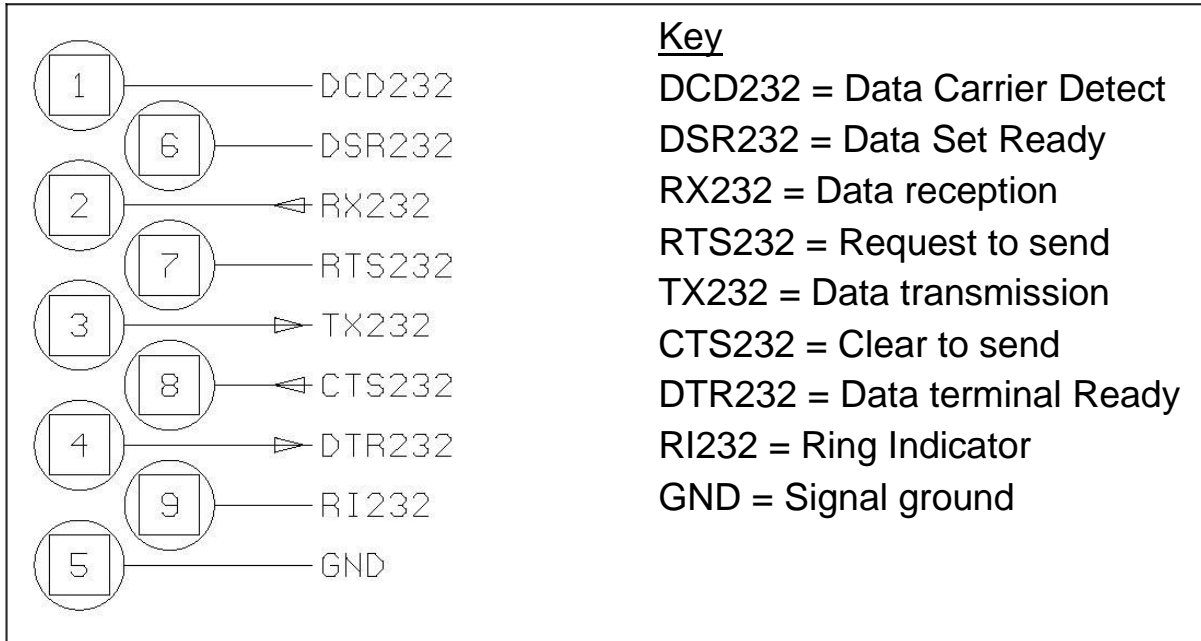 1 DCD232
6 DSR232
2 RX232
7 RTS232
3 TX232
8 CTS232
4 DTR232
9 RI232
5 GND
Key
DCD232 = Data Carrier Detect
DSR232 = Data Set Ready
RX232 = Data reception
RTS232 = Request to send
TX232 = Data transmission
CTS232 = Clear to send
DTR232 = Data terminal Ready
RI232 = Ring Indicator
GND = Signal ground